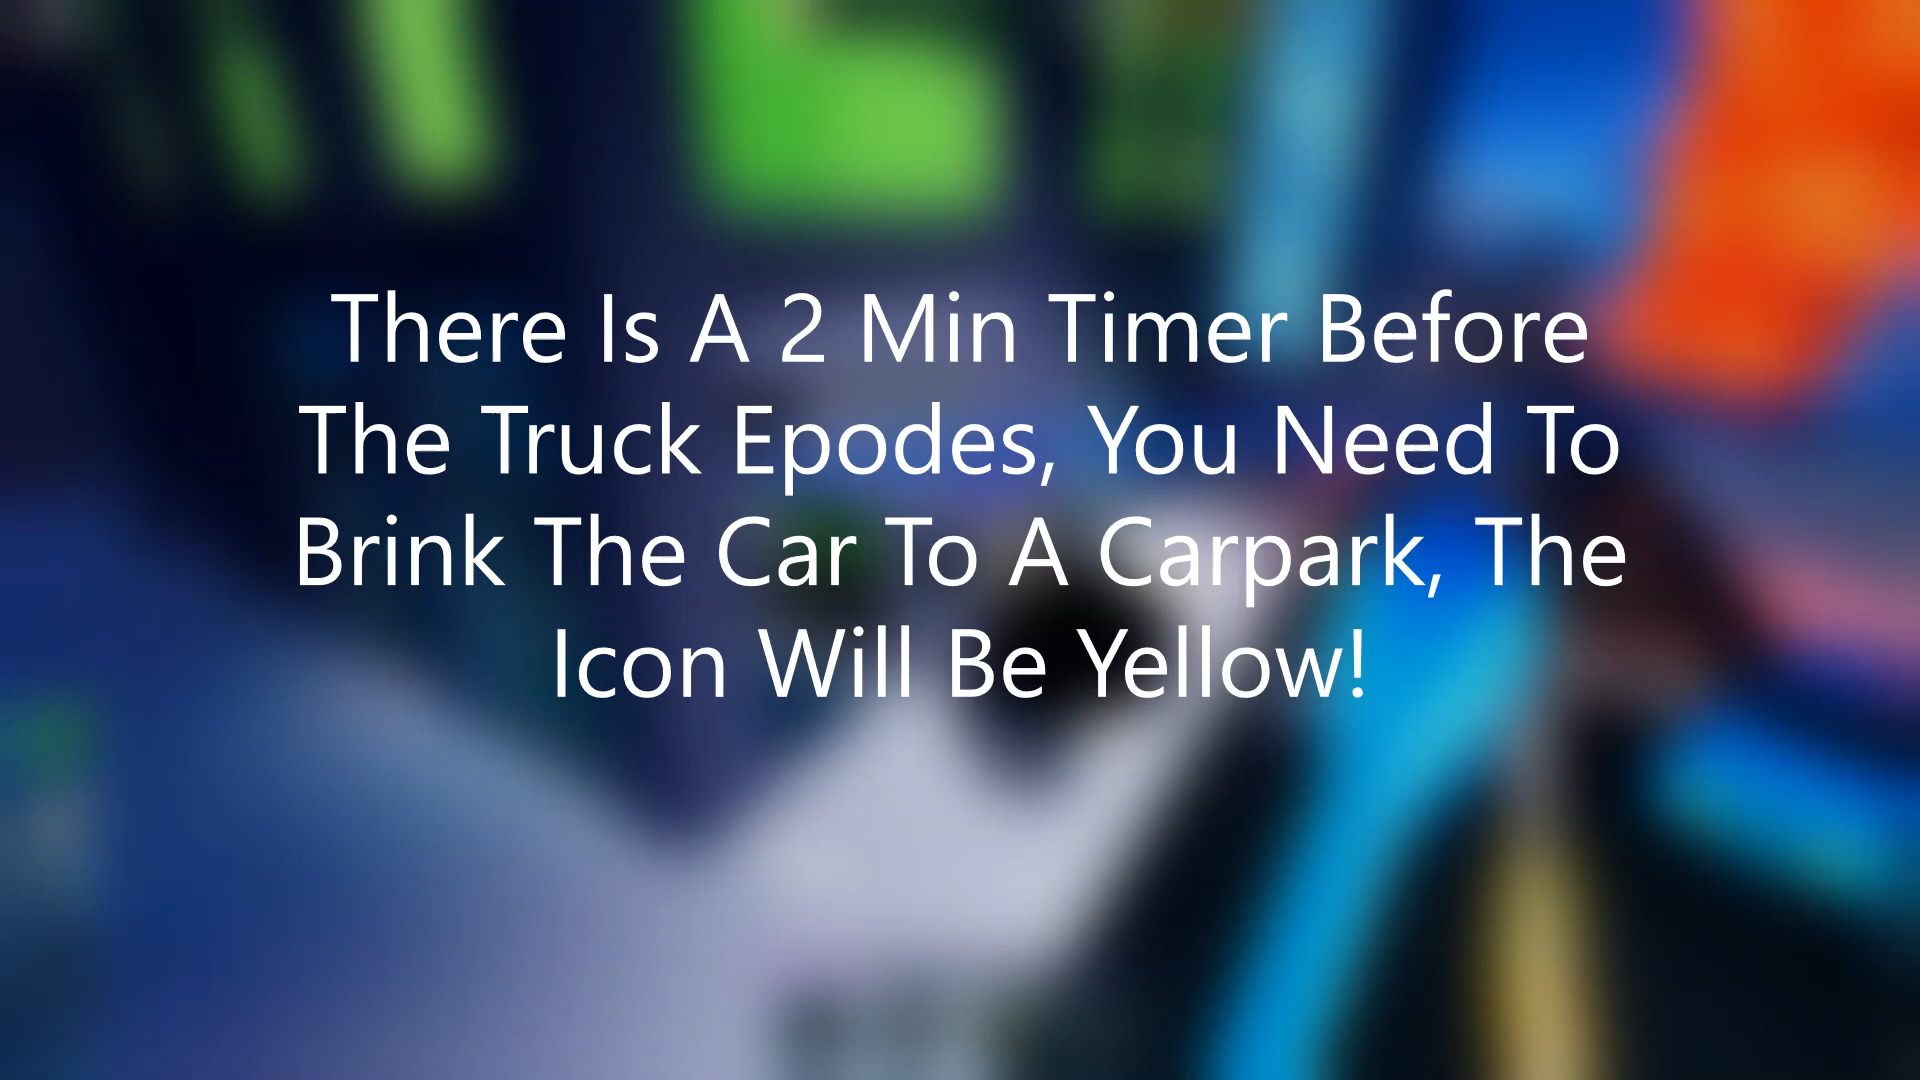 There Is A 2 Min Timer Before
The Truck Epodes, You Need To
Brink The Car To A Carpark, The
Icon Will Be Yellow!